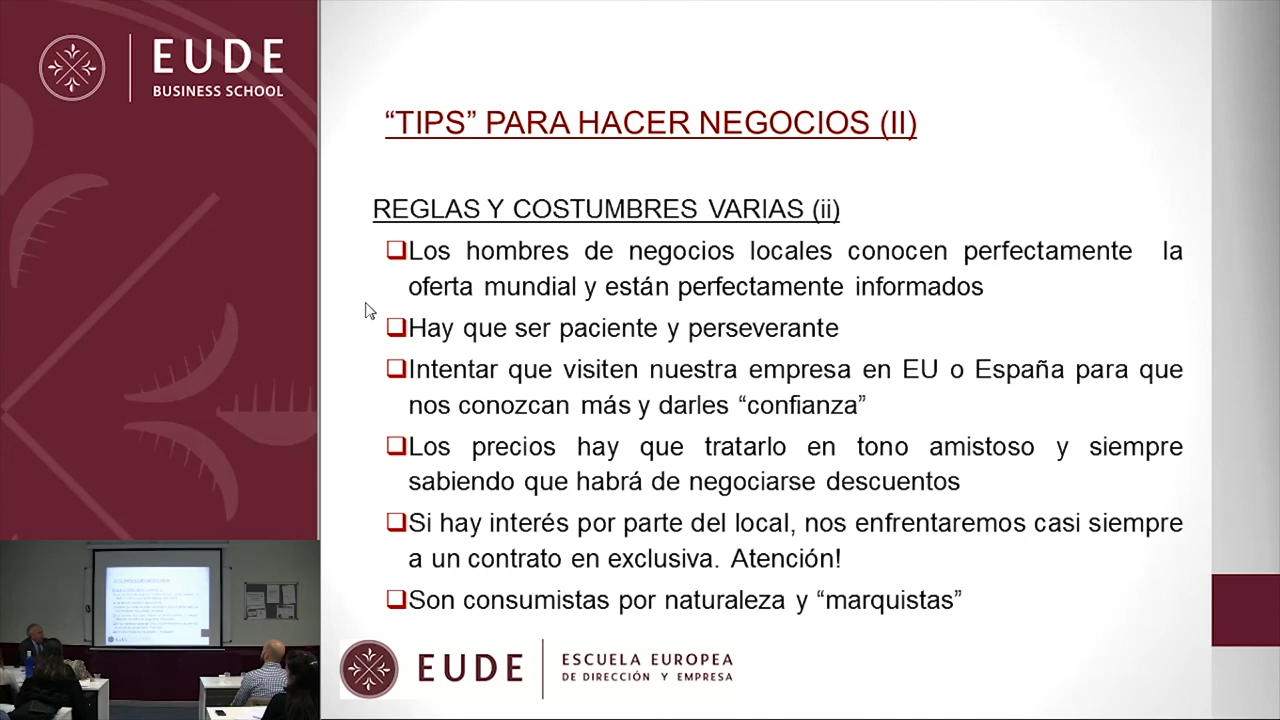 EUDE
BUSINESS SCHOOL
“TIPS” PARA HACER NEGOCIOS (II)
REGLAS Y COSTUMBRES VARIAS (ii)
Los hombres de negocios locales conocen perfectamente la
oferta mundial y están perfectamente informados
Hay que ser paciente y perseverante
Intentar que visiten nuestra empresa en EU o España para que
nos conozcan más y darles “confianza”
Los precios hay que tratarlo en tono amistoso y siempre
sabiendo que habrá de negociarse descuentos
Si hay interés por parte del local, nos enfrentaremos casi siempre
a un contrato en exclusiva. Atención!
Son consumistas por naturaleza y “marquistas”
EUDE
ESCUELA EUROPEA
DE DIRECCIÓN Y EMPRESA